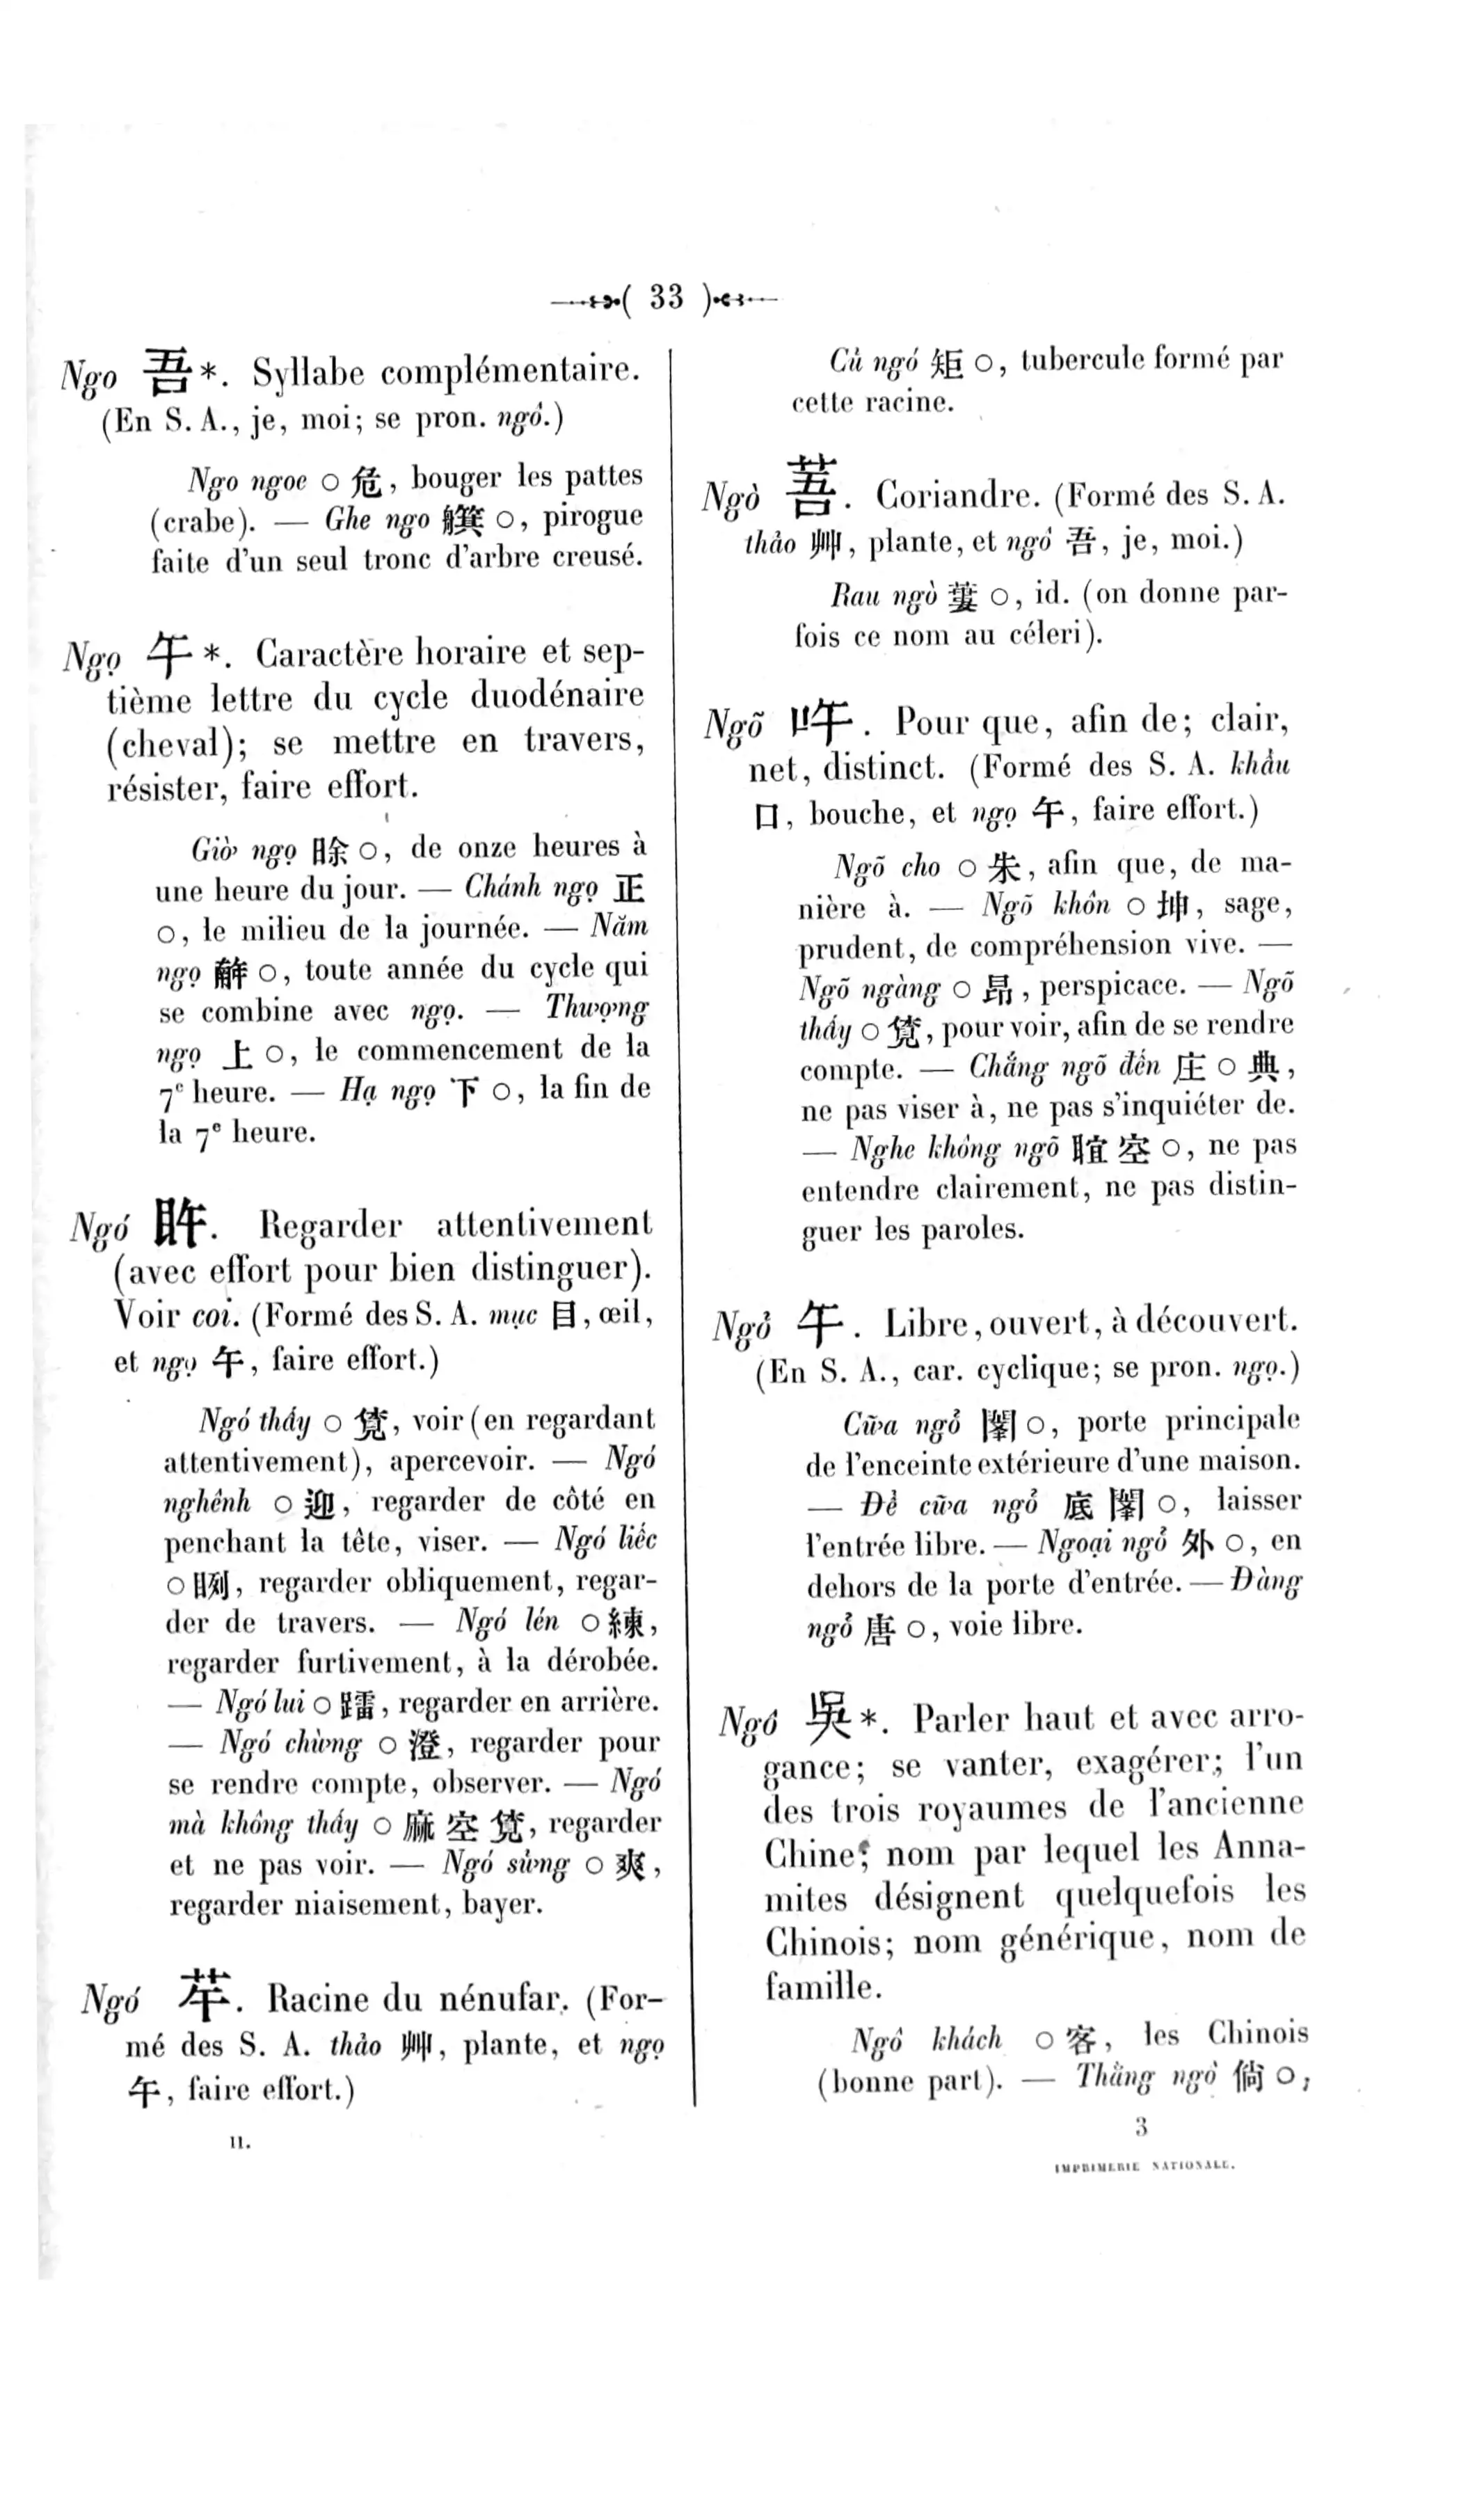 ( 33 )
Ngo 吾*. Syllabe complémentaire.
(En S. A., je, moi; se pron. ngô.)
Ngo ngoe ○ 危, bouger les pattes
(crabe). — Ghe ngo ○, pirogue
faite d'un seul tronc d'arbre creusé.
Ngọ 午*. Caractère horaire et sep-
tième lettre du cycle duodénaire
(cheval); se mettre en travers,
résister, faire effort.
Giờ ngọ 𣇞 ○, de onze heures à
une heure du jour. — Chánh ngọ 正
○, le milieu de la journée. — Năm
ngọ ○, toute année du cycle qui
se combine avec ngọ. — Thượng
ngọ 上 ○, le commencement de la
7e heure. — Hạ ngọ 下 ○, la fin de
la 7e heure.
Ngó 𥆾. Regarder attentivement
(avec effort pour bien distinguer).
Voir coi. (Formé des S. A. mục 目, œil,
et ngọ 午, faire effort.)
Ngó thấy ○ 覧, voir (en regardant
attentivement), apercevoir. — Ngó
nghênh ○ 迎, regarder de côté en
penchant la tête, viser. — Ngó liếc
○, regarder obliquement, regar-
der de travers. — Ngó lén ○ 練,
regarder furtivement, à la dérobée.
— Ngó lui ○, regarder en arrière.
— Ngó chừng ○ 澄, regarder pour
se rendre compte, observer. — Ngó
mà không thấy ○ 麻 空 覧, regarder
et ne pas voir. — Ngó sửng ○ 爽,
regarder niaisement, bayer.
Ngó 芊. Racine du nénufar. (For-
mé des S. A. thảo 艸, plante, et ngọ
午, faire effort.)
II.
Củ ngó 矩 ○, tubercule formé par
cette racine.
Ngò 菩. Coriandre. (Formé des S. A.
thảo 艸, plante, et ngô 吾, je, moi.)
Rau ngò 蔞 ○, id. (on donne par-
fois ce nom au céleri).
Ngõ 吘. Pour que, afin de; clair,
net, distinct. (Formé des S. A. khẩu
口, bouche, et ngọ 午, faire effort.)
Ngõ cho ○ 朱, afin que, de ma-
nière à. — Ngõ khôn ○ 坤, sage,
prudent, de compréhension vive. —
Ngõ ngàng ○ 昂, perspicace. — Ngõ
thấy ○ 覧, pour voir, afin de se rendre
compte. — Chẳng ngõ đến 庄 ○ 典,
ne pas viser à, ne pas s'inquiéter de.
— Nghe không ngõ 䀻 空 ○, ne pas
entendre clairement, ne pas distin-
guer les paroles.
Ngỏ 午. Libre, ouvert, à découvert.
(En S. A., car. cyclique; se pron. ngọ.)
Cữa ngỏ ○, porte principale
de l'enceinte extérieure d'une maison.
— Để cữa ngỏ 底 ○, laisser
l'entrée libre. — Ngoại ngỏ 外 ○, en
dehors de la porte d'entrée. — Đàng
ngỏ 唐 ○, voie libre.
Ngô 吳*. Parler haut et avec arro-
gance; se vanter, exagérer; l'un
des trois royaumes de l'ancienne
Chine; nom par lequel les Anna-
mites désignent quelquefois les
Chinois; nom générique, nom de
famille.
Ngô khách ○ 客, les Chinois
(bonne part). — Thằng ngô 倘 ○,
3
IMPRIMERIE NATIONALE.